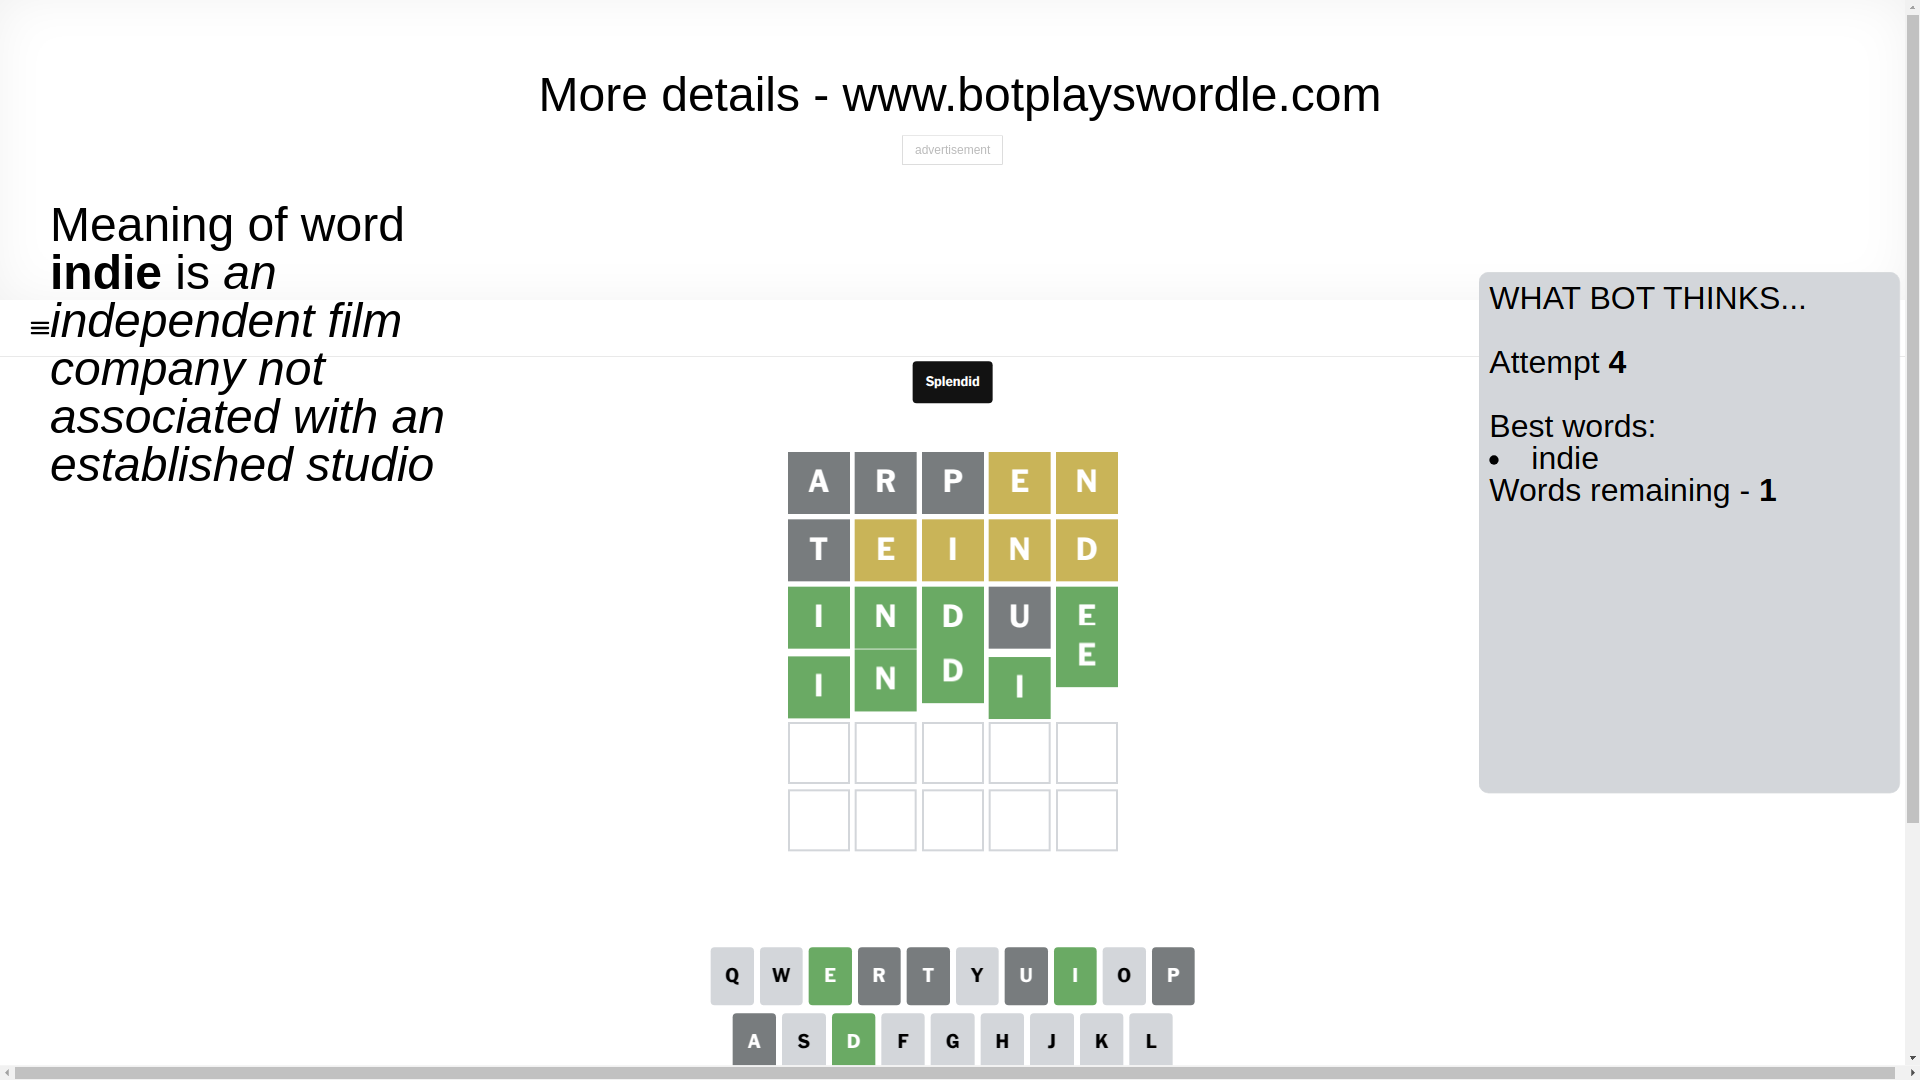 More details - www.botplayswordle.com
advertisement
Meaning of word
indie is an
independent film
company not
associated with an
established studio
WHAT BOT THINKS...
Attempt 4
Best words:
• indie
Words remaining - 1
Splendid
A R P E N
T E I N D
I N D U E
I N D I E
Q W E R T Y U I O P
A S D F G H J K L